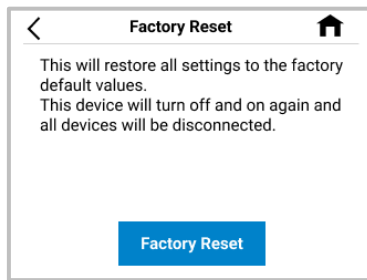 Factory Reset
This will restore all settings to the factory
default values.
This device will turn off and on again and
all devices will be disconnected.
Factory Reset